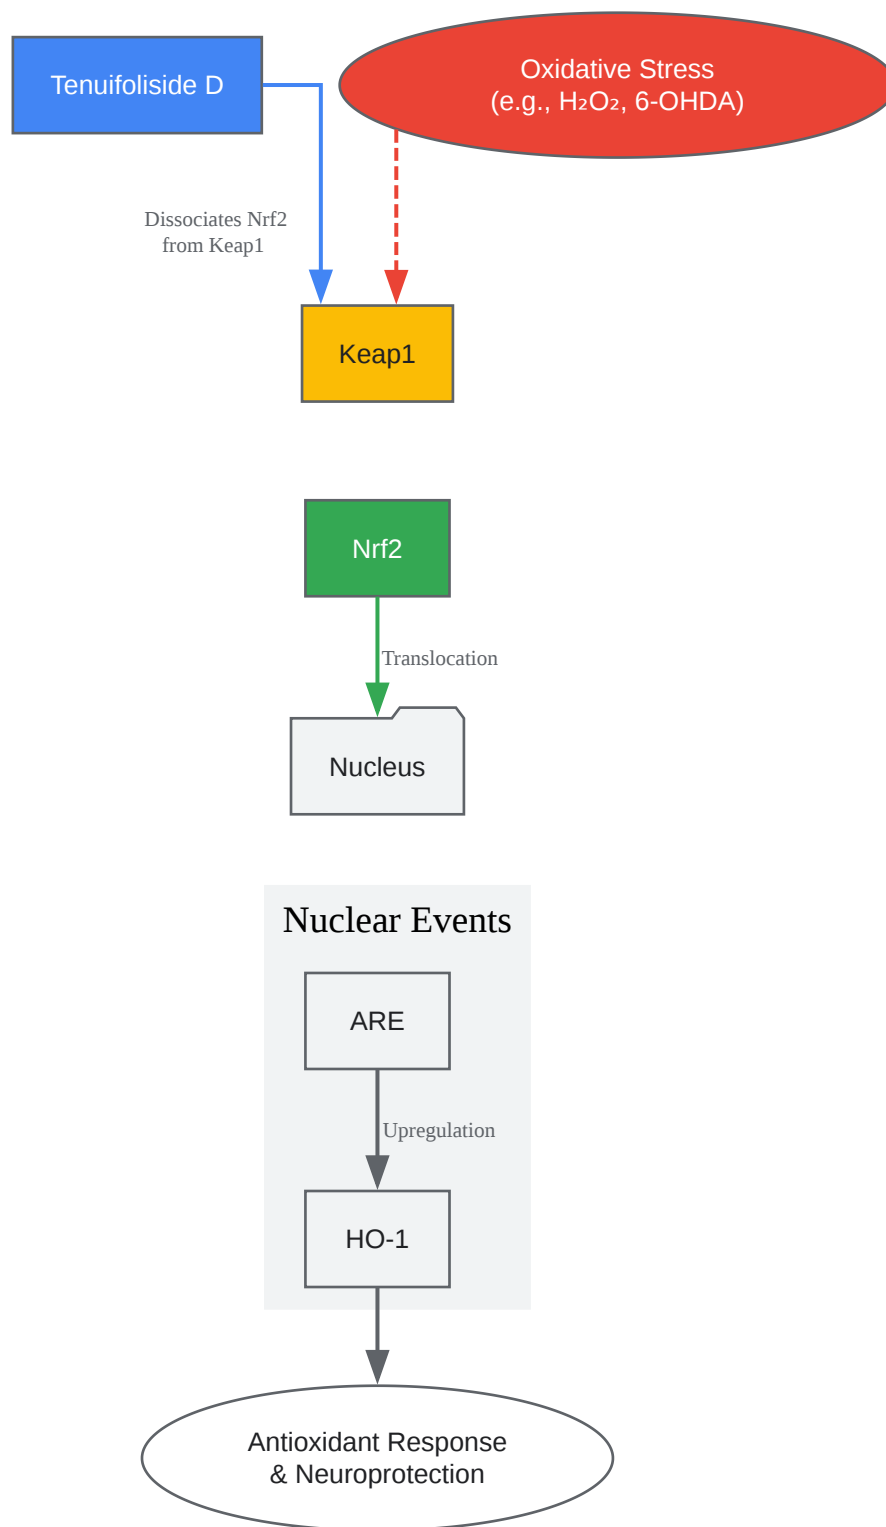 Tenuifoliside D
Oxidative Stress
(e.g., H₂O₂, 6-OHDA)
Dissociates Nrf2
from Keap1
Keap1
Nrf2
Translocation
Nucleus
Nuclear Events
ARE
Upregulation
HO-1
Antioxidant Response
& Neuroprotection